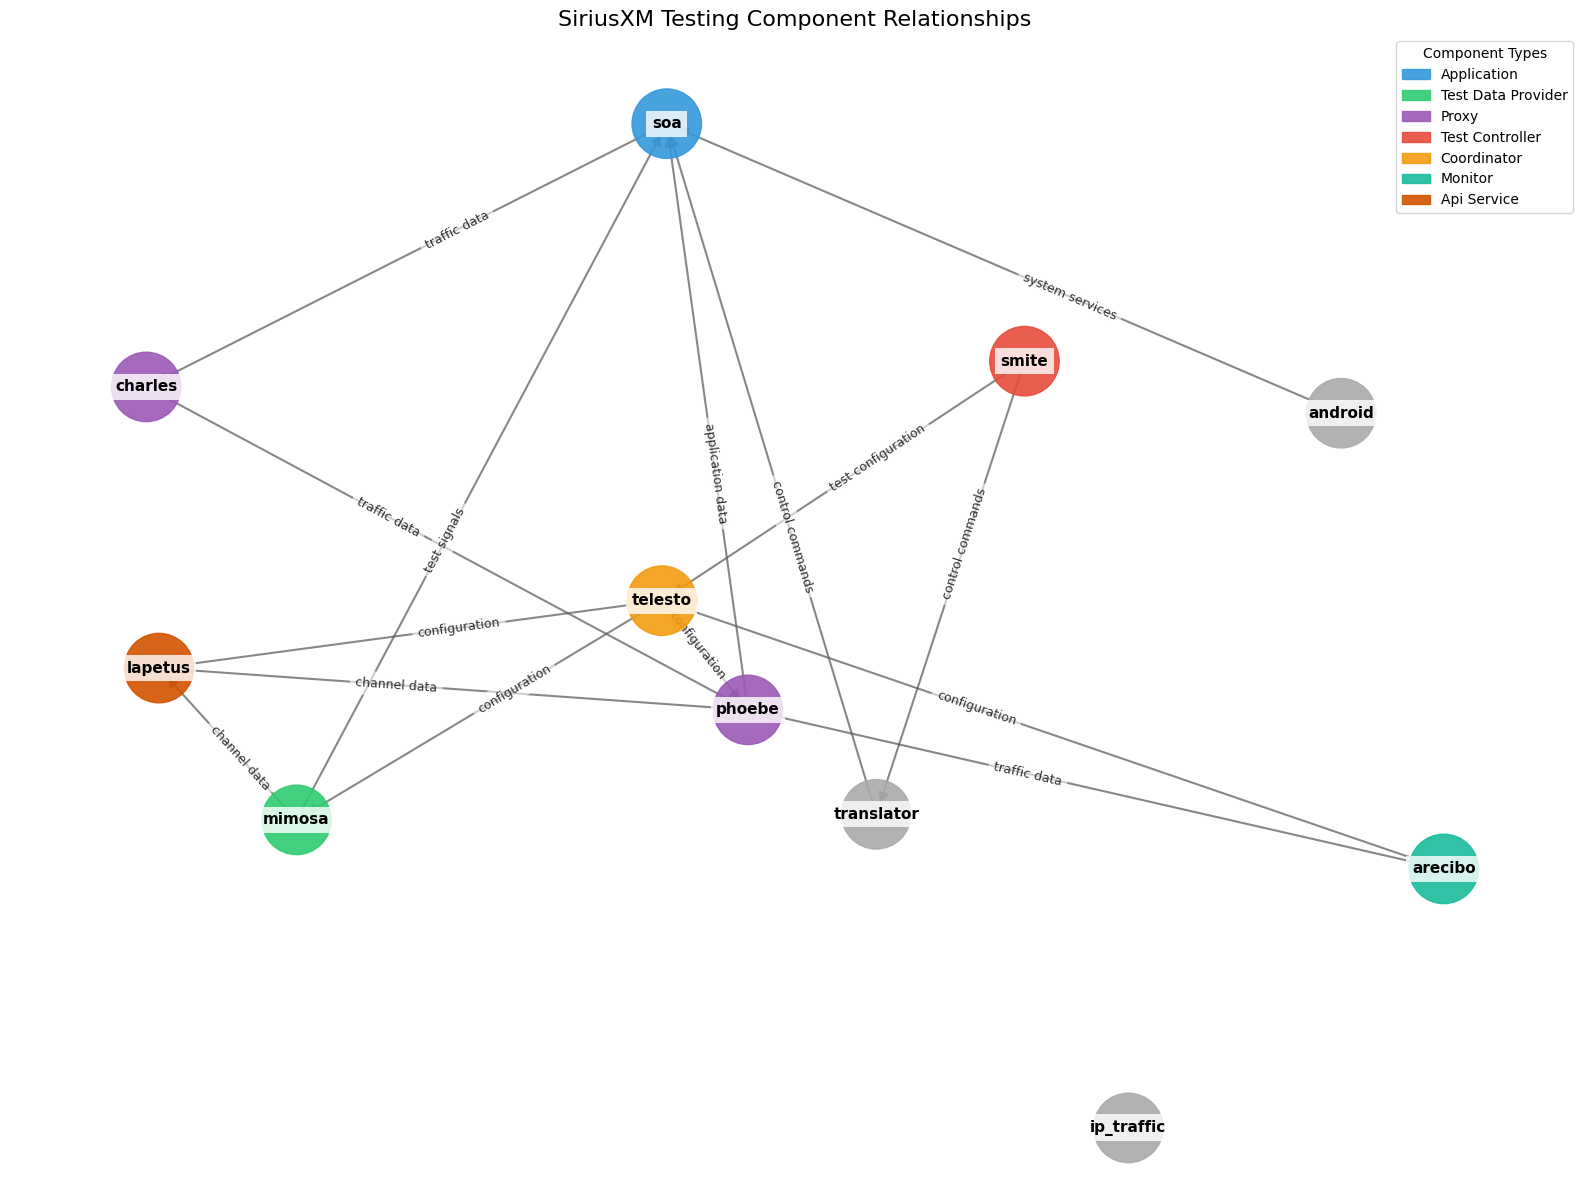 SiriusXM Testing Component Relationships
Component Types
Application
Test Data Provider
Proxy
Test Controller
Coordinator
Monitor
Api Service
soa
traffic data
system services
smite
charles
android
test configuration
application data
traffic data
test signals
control commands
control commands
telesto
configuration
configuration
lapetus
channel data
configuration
phoebe
configuration
channel data
traffic data
mimosa
translator
arecibo
ip_traffic